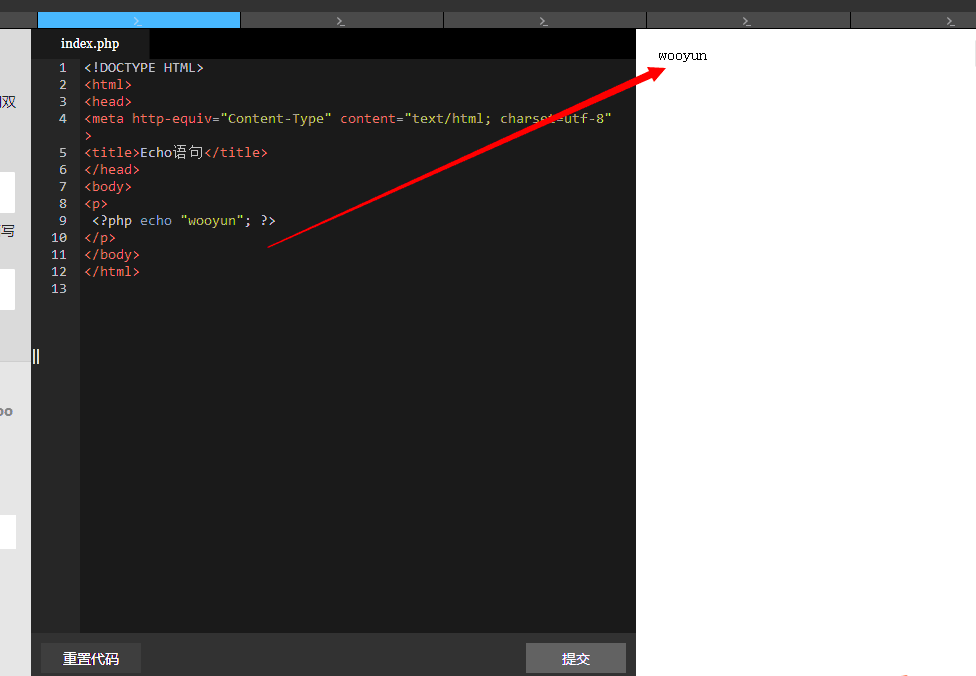 index.php
双
写
oo
1 <!DOCTYPE HTML>
2 <html>
3 <head>
4 <meta http-equiv="Content-Type" content="text/html; charset=utf-8"
>
5 <title>Echo语句</title>
6 </head>
7 <body>
8 <p>
9 <?php echo "wooyun"; ?>
10 </p>
11 </body>
12 </html>
13
重置代码
提交
wooyun